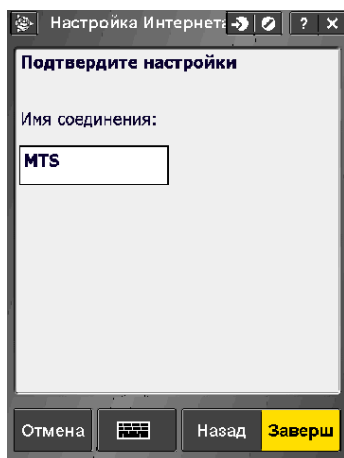 Настройка Интернета
? X
Подтвердите настройки
Имя соединения:
MTS
Отмена Назад Заверш